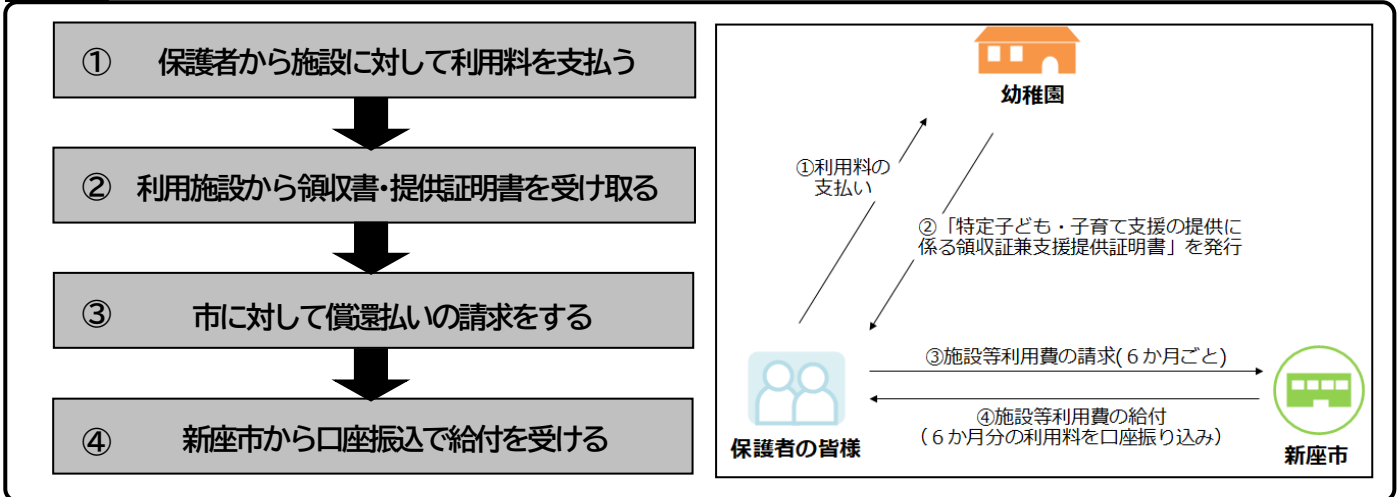 ① 保護者から施設に対して利用料を支払う
② 利用施設から領収書・提供証明書を受け取る
③ 市に対して償還払いの請求をする
④ 新座市から口座振込で給付を受ける
幼稚園
①利用料の
支払い
②「特定子ども・子育て支援の提供に
係る領収証兼支援提供証明書」を発行
③施設等利用費の請求(６か月ごと)
④施設等利用費の給付
（６か月分の利用料を口座振り込み）
保護者の皆様
新座市